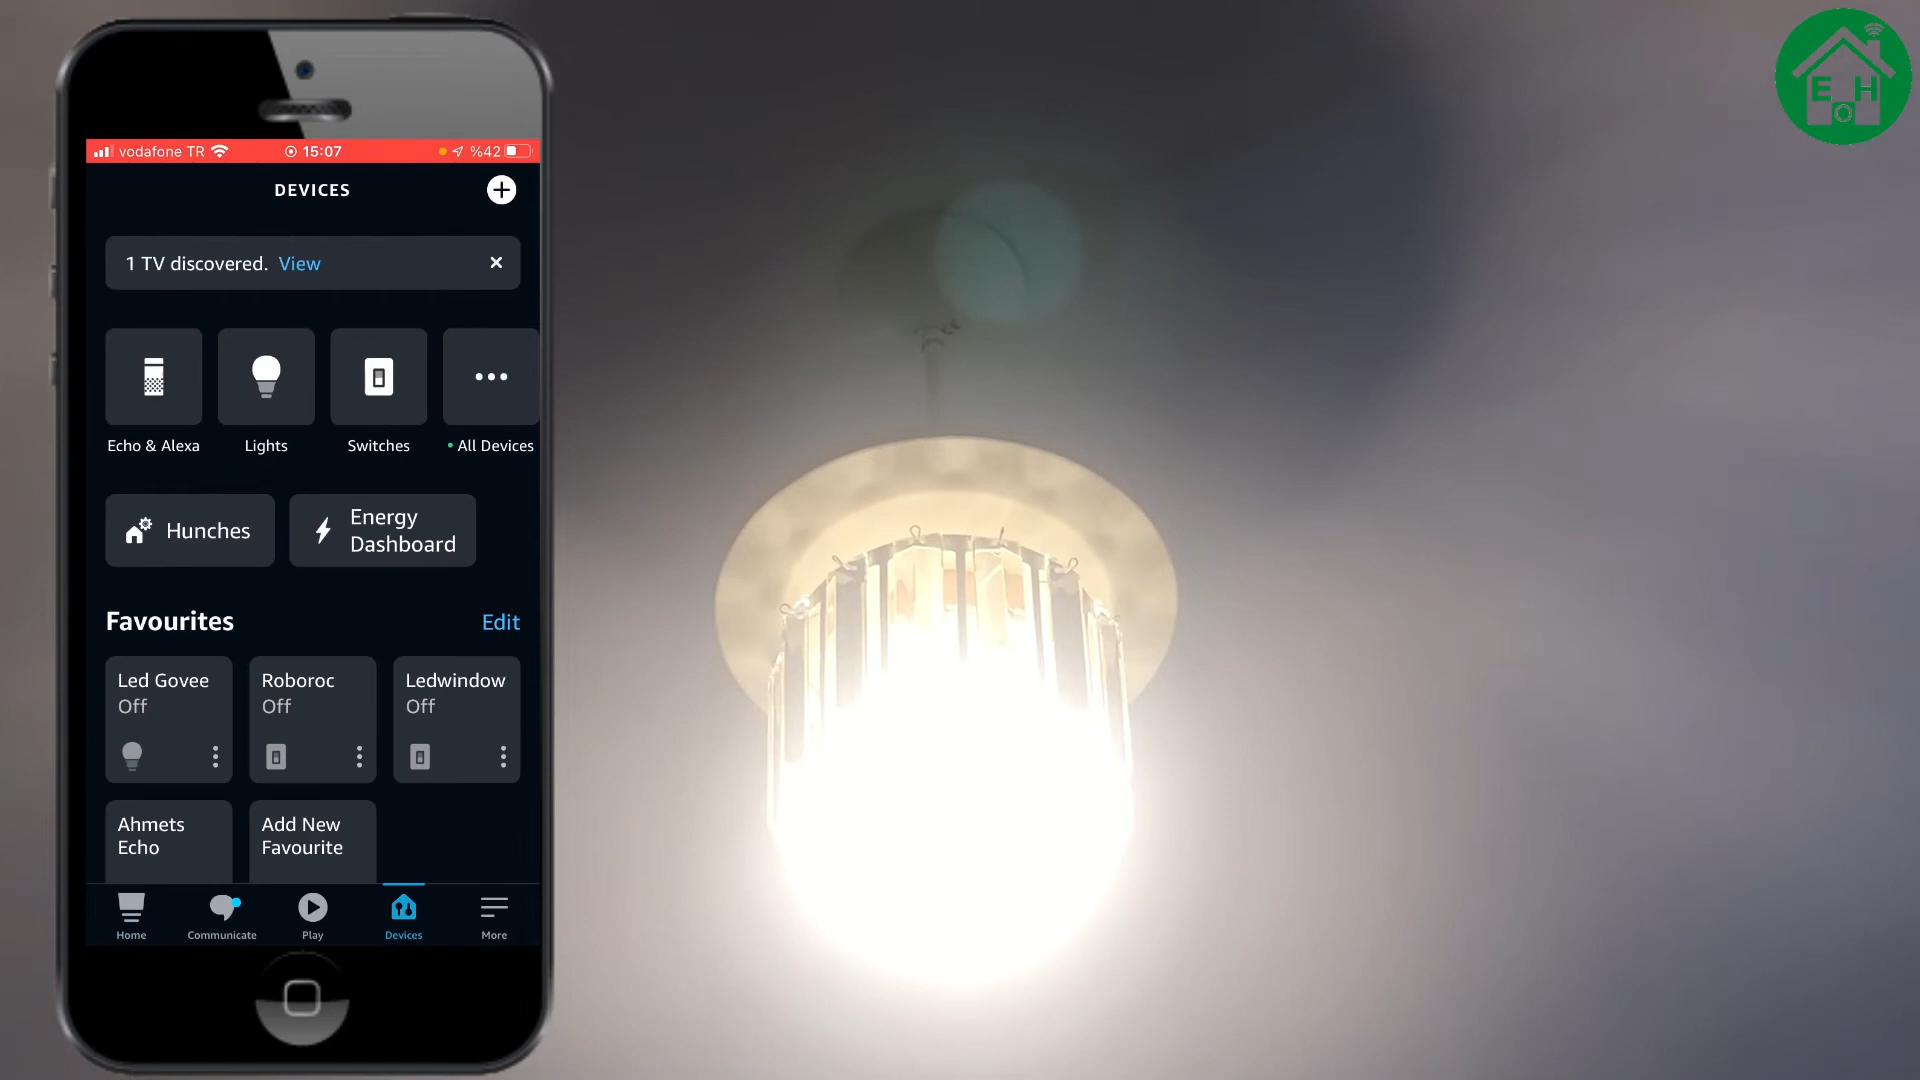 vodafone TR 15:07 %42
DEVICES
1 TV discovered. View
Echo & Alexa Lights Switches All Devices
Hunches
Energy
Dashboard
Favourites Edit
Led Govee Roboroc Ledwindow
Off Off Off
Ahmets Add New
Echo Favourite
Home Communicate Play Devices More
E H